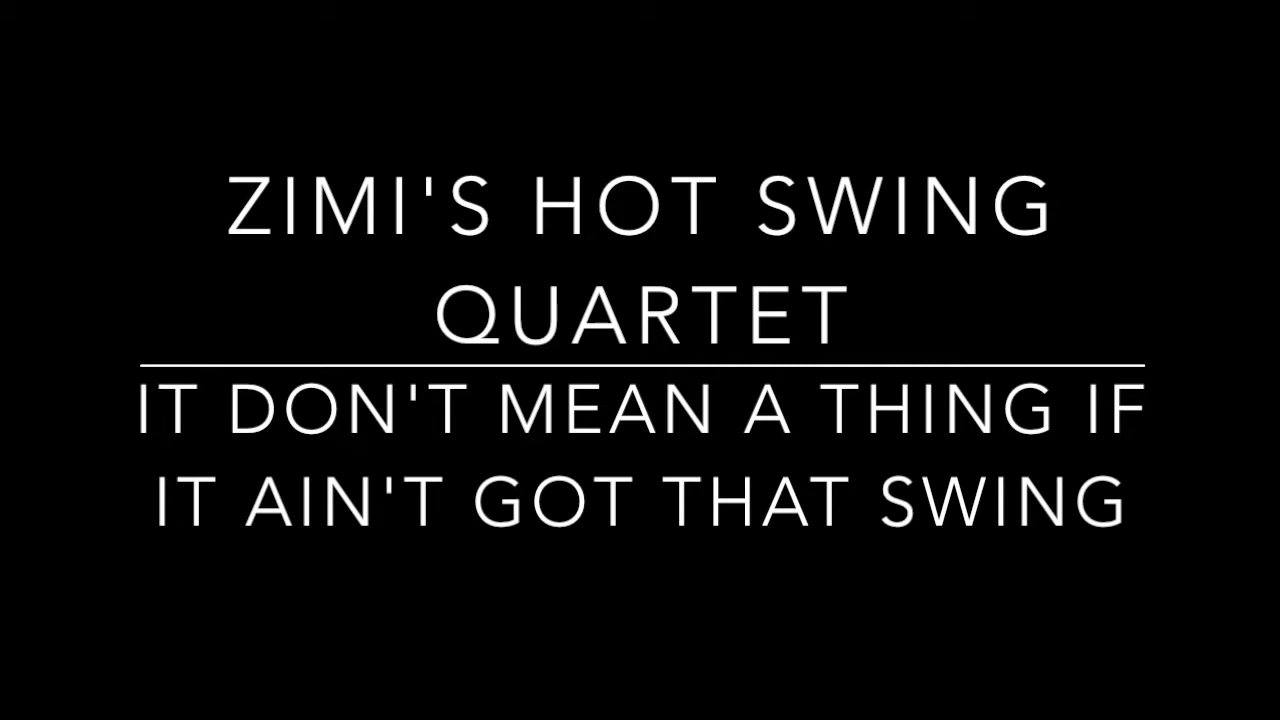 ZIMI'S HOT SWING
QUARTET
IT DON'T MEAN A THING IF
IT AIN'T GOT THAT SWING